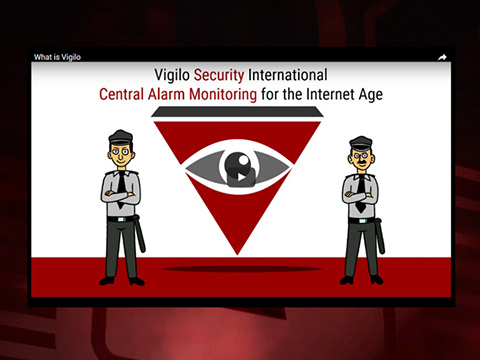 What is Vigilo
Vigilo Security International
Central Alarm Monitoring for the Internet Age